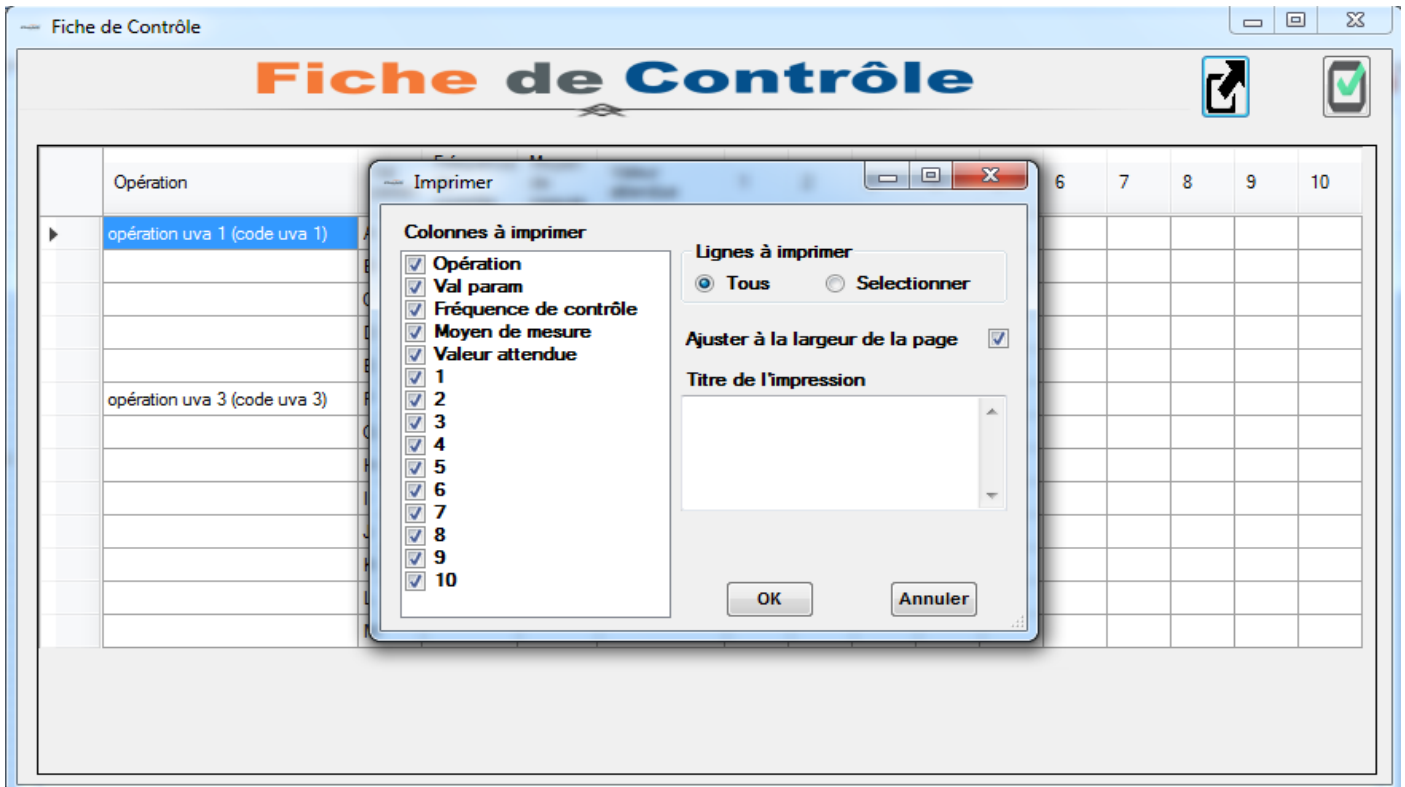 Fiche de Contrôle
Fiche de Contrôle
Opération
6 7 8 9 10
opération uva 1 (code uva 1)
opération uva 3 (code uva 3)
Imprimer
Colonnes à imprimer
Opération
Val param
Fréquence de contrôle
Moyen de mesure
Valeur attendue
1
2
3
4
5
6
7
8
9
10
Lignes à imprimer
Tous Selectionner
Ajuster à la largeur de la page
Titre de l'impression
OK Annuler